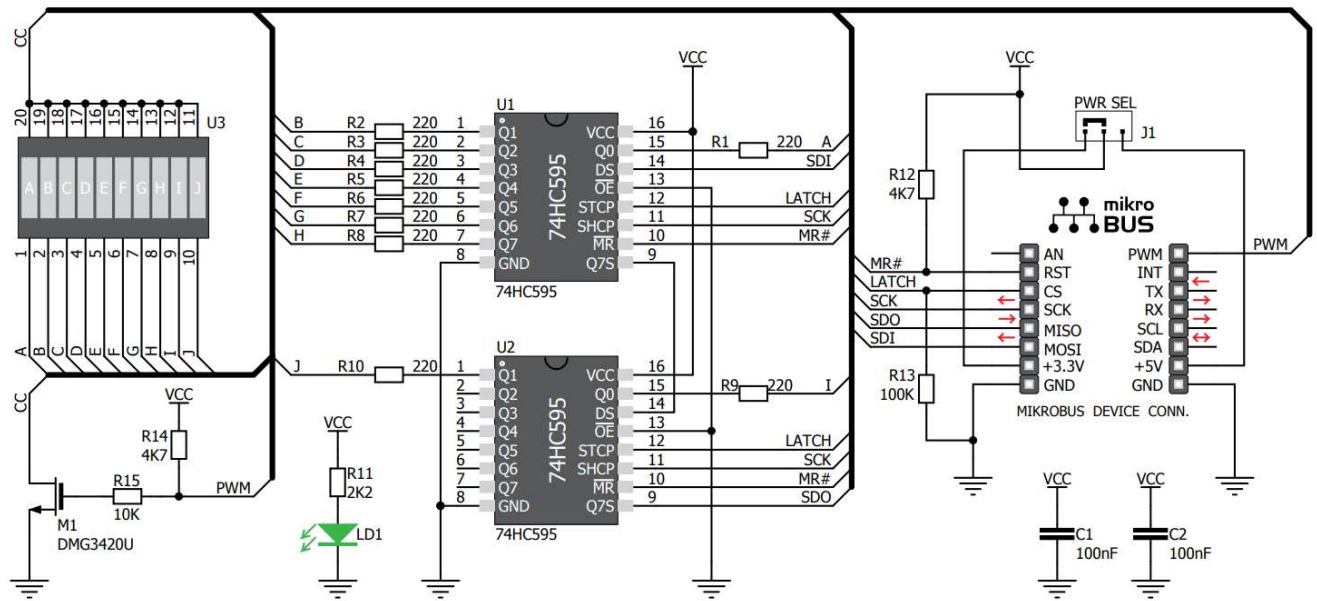 CC
20 19 18 17 16 15 14 13 12 11
U3
A B C D E F G H I J
1 2 3 4 5 6 7 8 9 10
A B C D E F G H I J
CC
VCC
R14
4K7
R15
10K
PWM
M1
DMG3420U
VCC
R11
2K2
LD1
U1
B R2 220 1 Q1
C R3 220 2 Q2
D R4 220 3 Q3
E R5 220 4 Q4
F R6 220 5 Q5
G R7 220 6 Q6
H R8 220 7 Q7
8 GND
74HC595
VCC
VCC 16
Q0 15 R1 220 A
DS 14 SDI
OE 13
STCP 12 LATCH
SHCP 11 SCK
MR 10 MR#
Q7S 9
74HC595
U2
J R10 220 1 Q1
2 Q2
3 Q3
4 Q4
5 Q5
6 Q6
7 Q7
8 GND
74HC595
VCC 16
Q0 15 R9 220 I
DS 14
OE 13
STCP 12 LATCH
SHCP 11 SCK
MR 10 MR#
Q7S 9 SDO
74HC595
VCC
PWR SEL
J1
R12
4K7
mikro
BUS
MR#
LATCH
SCK
SDO
SDI
AN
RST
CS
SCK
MISO
MOSI
+3.3V
GND
PWM
INT
TX
RX
SCL
SDA
+5V
GND
PWM
R13
100K
MIKROBUS DEVICE CONN.
VCC
C1
100nF
VCC
C2
100nF